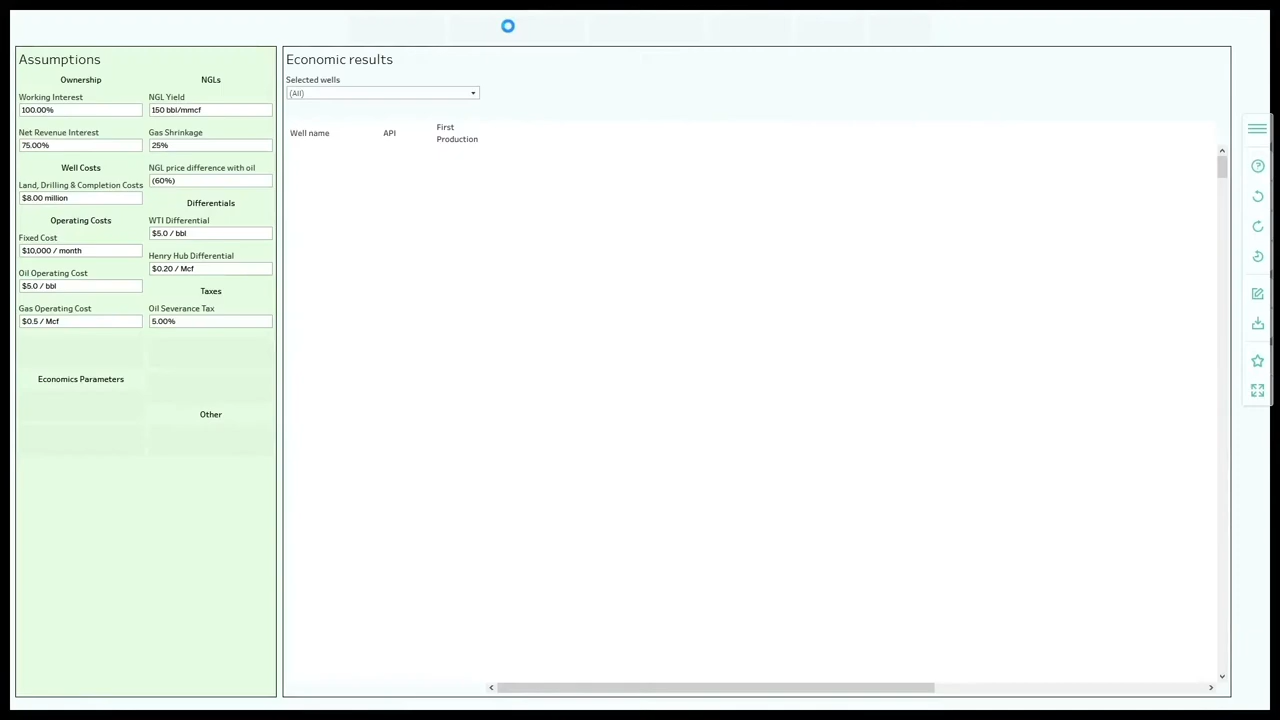 Assumptions
Ownership
Working Interest
100.00%
Net Revenue Interest
75.00%
Well Costs
Land, Drilling & Completion Costs
$8.00 million
Operating Costs
Fixed Cost
$10,000 / month
Oil Operating Cost
$5.0 / bbl
Gas Operating Cost
$0.5 / Mcf
Economics Parameters
NGLs
NGL Yield
150 bbl/mmcf
Gas Shrinkage
25%
NGL price difference with oil
(60%)
Differentials
WTI Differential
$5.0 / bbl
Henry Hub Differential
$0.20 / Mcf
Taxes
Oil Severance Tax
5.00%
Other
Economic results
Selected wells
(All)
Well name
API
First
Production